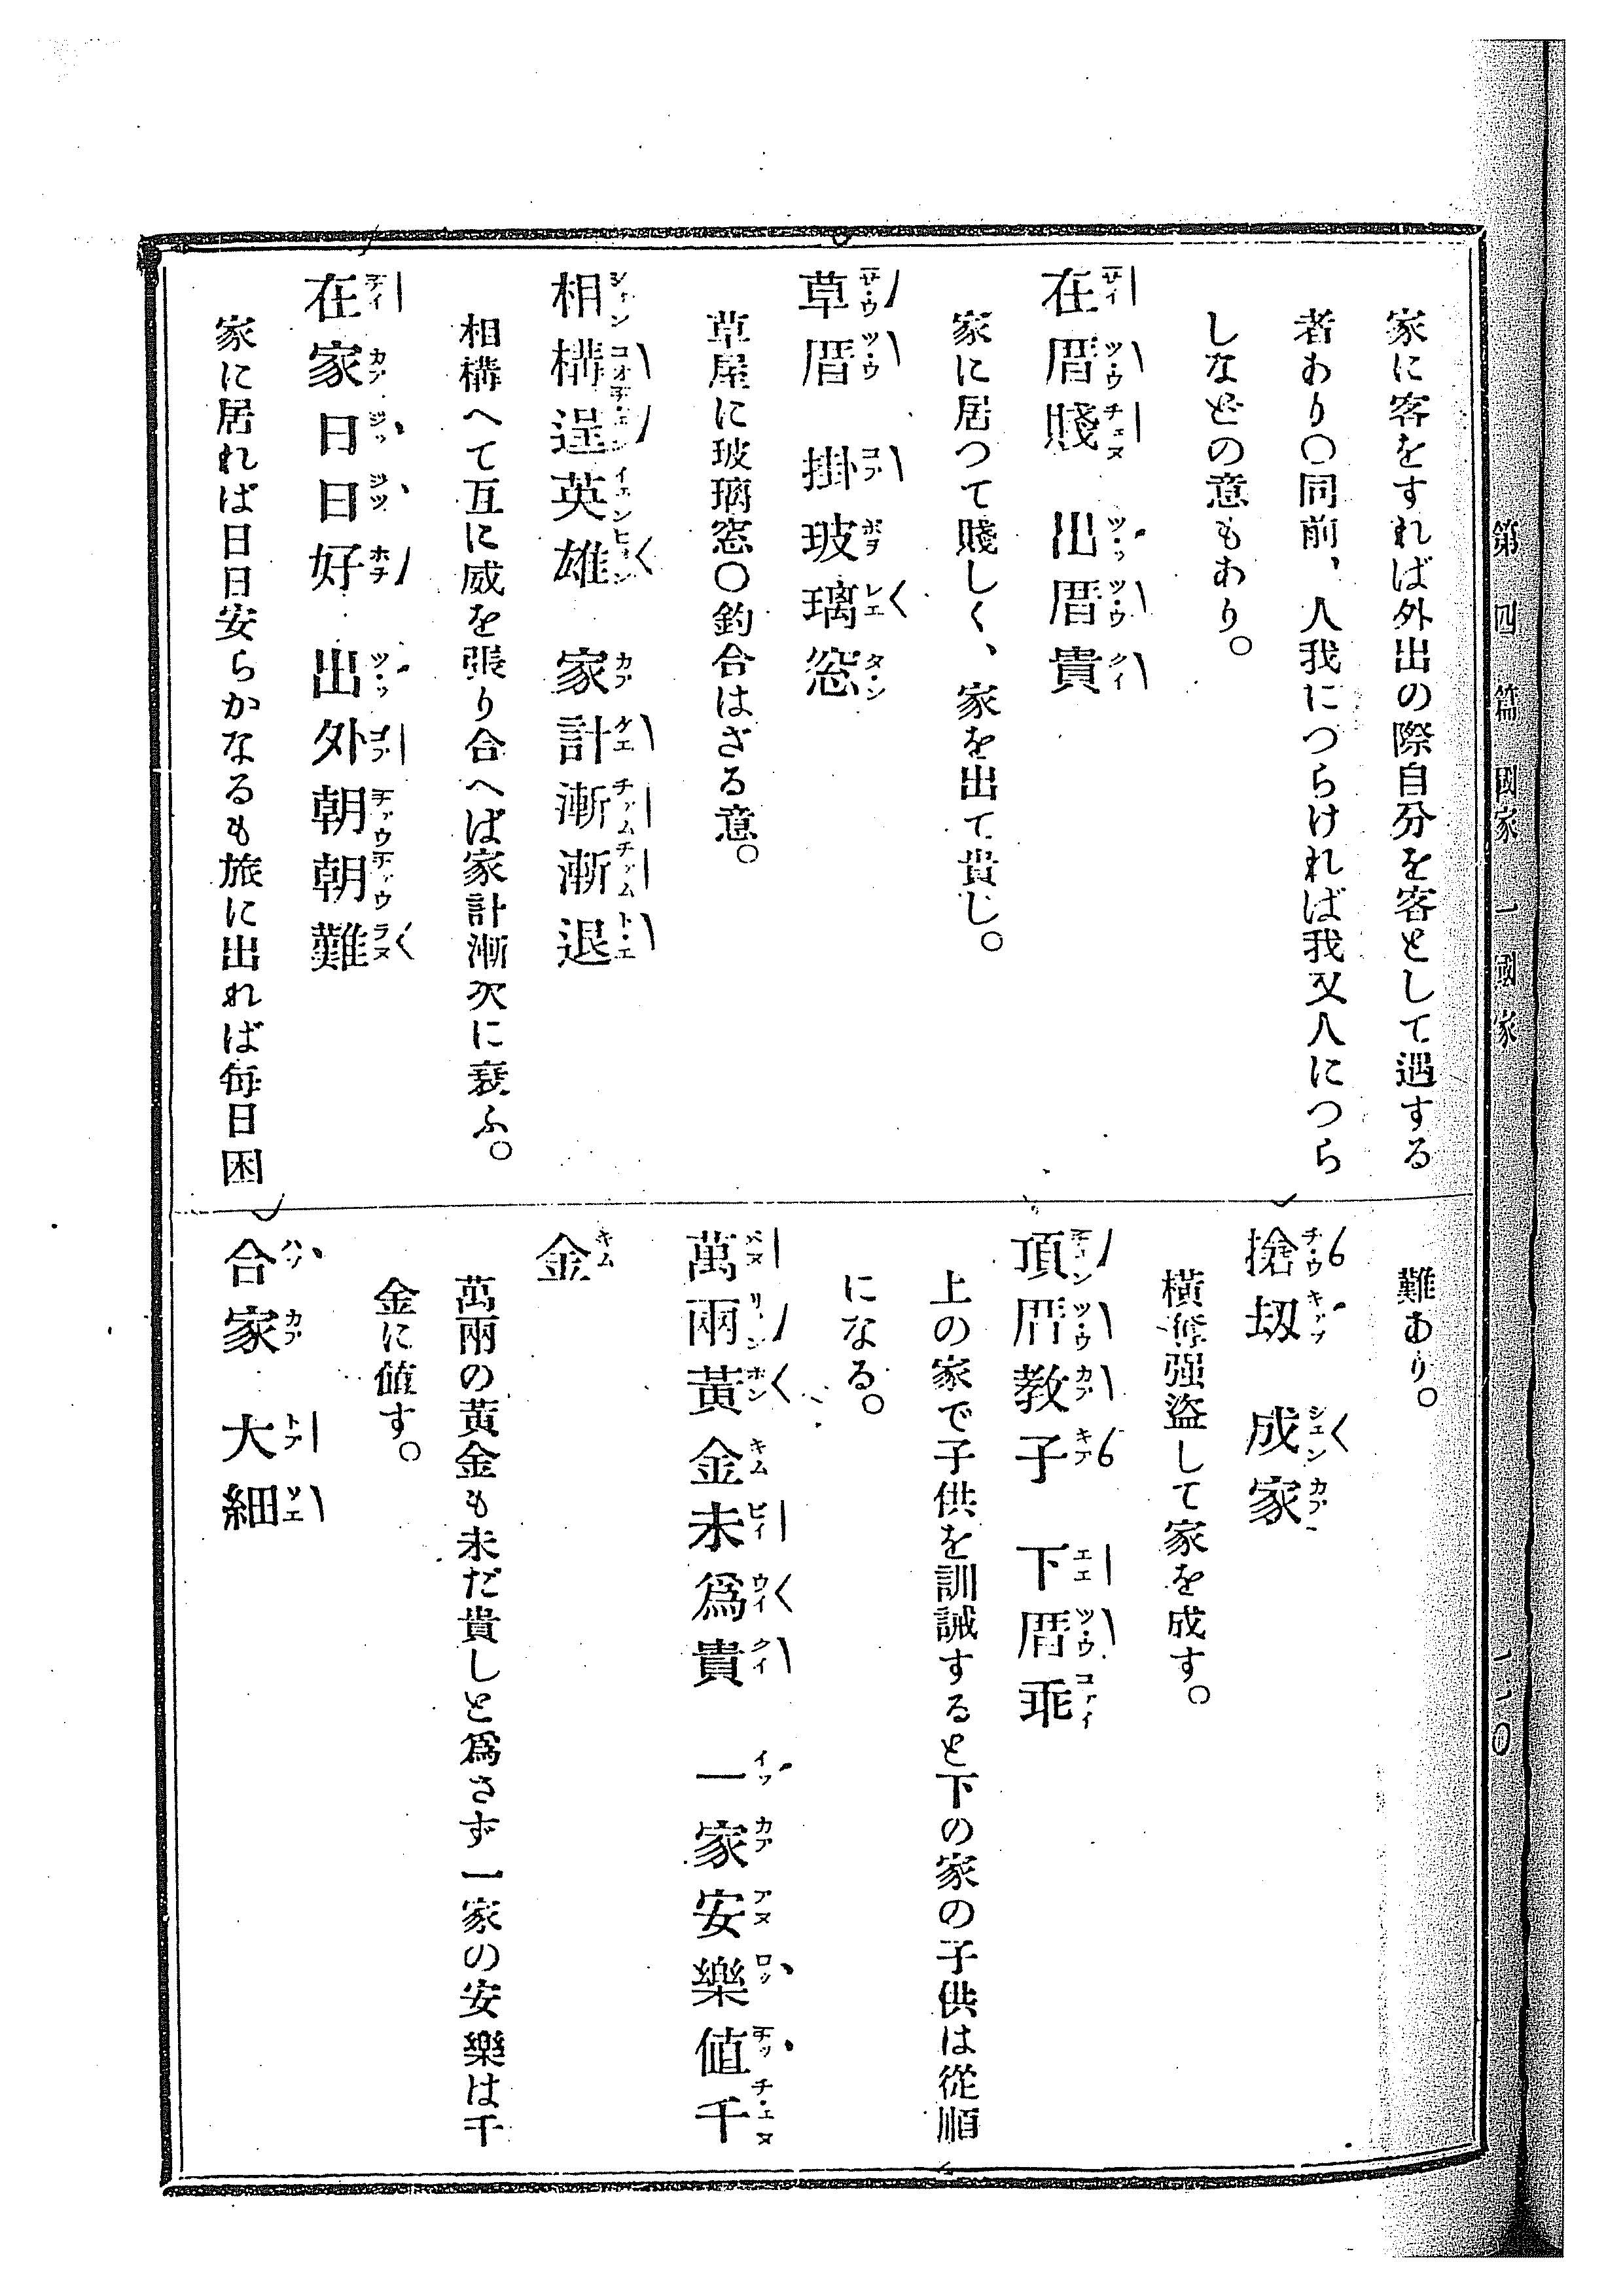 第四篇 國家 一 國家 一一〇
家に客をすれば外出の際自分を客として遇する
者あり〇同前、人我につらければ我又人につら
しなどの意もあり。
在厝賤 出厝貴
家に居つて賤しく、家を出て貴し。
草厝 掛玻璃窓
草屋に玻璃窓〇釣合はざる意。
相構逞英雄 家計漸漸退
相構へて互に威を張り合へば家計漸次に衰ふ。
在家日日好 出外朝朝難
家に居れば日日安らかなるも旅に出れば毎日困
難あり。
搶刼 成家
橫奪强盜して家を成す。
頂厝教子 下厝乖
上の家で子供を訓誡すると下の家の子供は從順
になる。
萬兩黃金未爲貴 一家安樂値千
金
萬兩の黃金も未だ貴しと爲さず一家の安樂は千
金に値す。
合家 大細